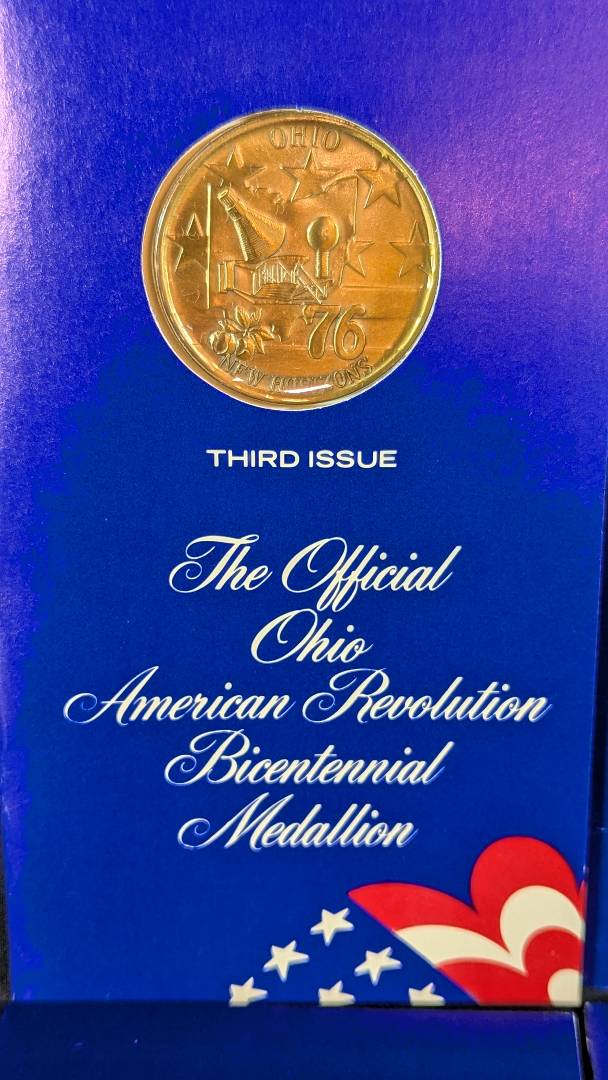 OHIO
76
NEW HORIZONS
THIRD ISSUE
The Official
Ohio
American Revolution
Bicentennial
Medallion